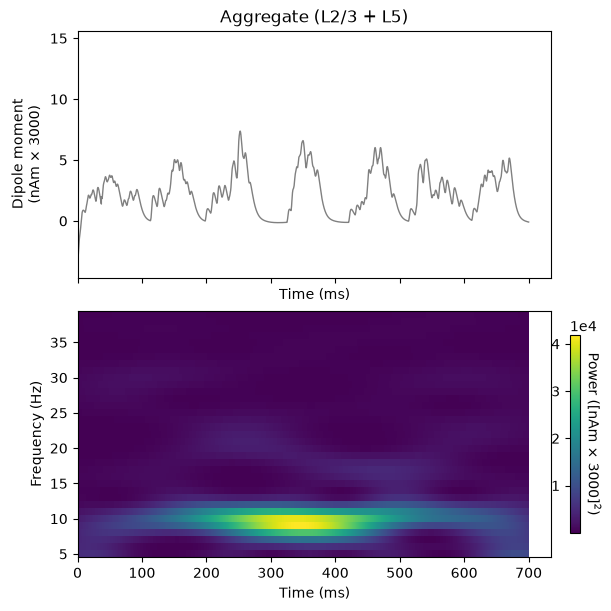 Aggregate (L2/3 + L5)
15
10
5
0
Dipole moment
(nAm × 3000)
Time (ms)
35
30
25
20
15
10
5
Frequency (Hz)
0 100 200 300 400 500 600 700
Time (ms)
1e4
4
3
2
1
Power ([nAm × 3000]²)